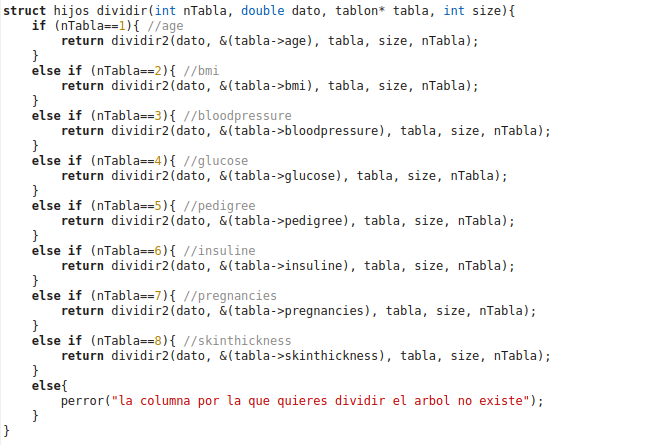 struct hijos dividir(int nTabla, double dato, tablon* tabla, int size){
    if (nTabla==1){ //age
        return dividir2(dato, &(tabla->age), tabla, size, nTabla);
    }
    else if (nTabla==2){ //bmi
        return dividir2(dato, &(tabla->bmi), tabla, size, nTabla);
    }
    else if (nTabla==3){ //bloodpressure
        return dividir2(dato, &(tabla->bloodpressure), tabla, size, nTabla);
    }
    else if (nTabla==4){ //glucose
        return dividir2(dato, &(tabla->glucose), tabla, size, nTabla);
    }
    else if (nTabla==5){ //pedigree
        return dividir2(dato, &(tabla->pedigree), tabla, size, nTabla);
    }
    else if (nTabla==6){ //insuline
        return dividir2(dato, &(tabla->insuline), tabla, size, nTabla);
    }
    else if (nTabla==7){ //pregnancies
        return dividir2(dato, &(tabla->pregnancies), tabla, size, nTabla);
    }
    else if (nTabla==8){ //skinthickness
        return dividir2(dato, &(tabla->skinthickness), tabla, size, nTabla);
    }
    else{
        perror("la columna por la que quieres dividir el arbol no existe");
    }
}